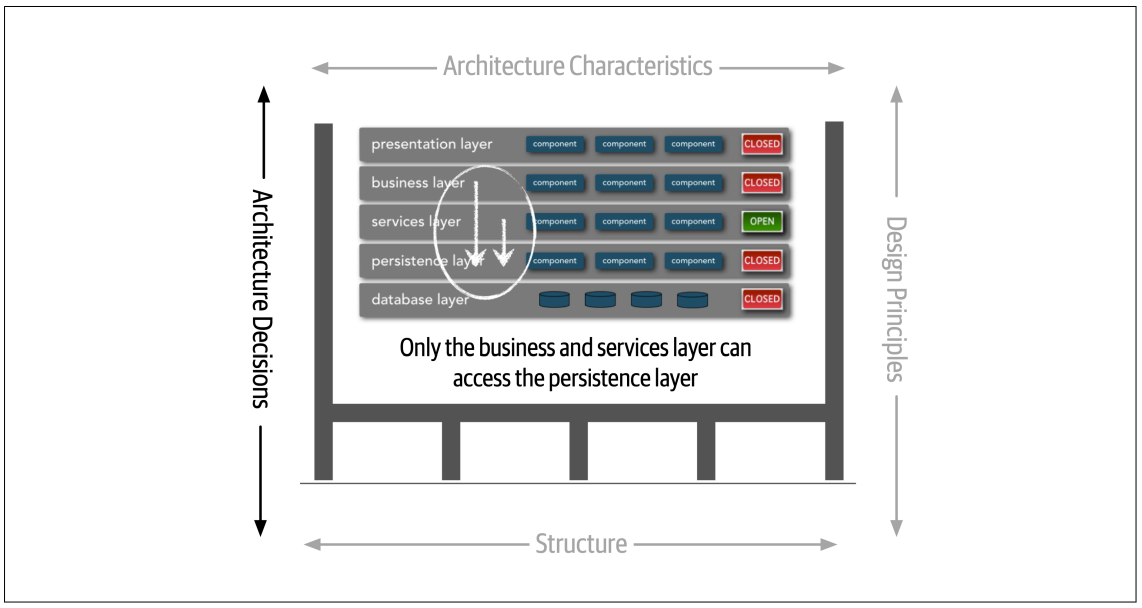 Architecture Characteristics
Architecture Decisions
presentation layer component component component CLOSED
business layer component component component CLOSED
services layer component component component OPEN
persistence layer component component component CLOSED
database layer CLOSED
Only the business and services layer can
access the persistence layer
Design Principles
Structure